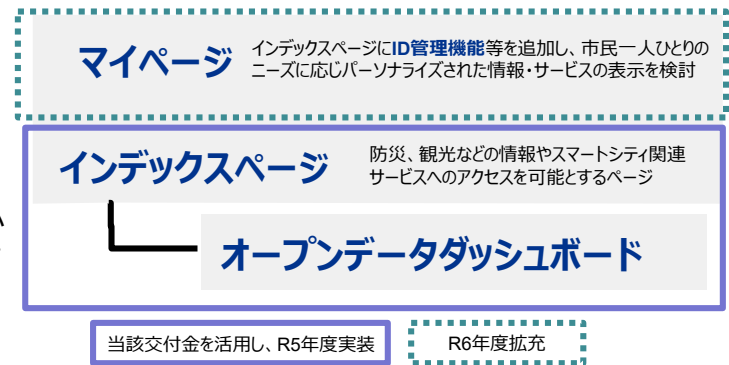 マイページ
インデックスページにID管理機能等を追加し、市民一人ひとりの
ニーズに応じパーソナライズされた情報・サービスの表示を検討
インデックスページ
防災、観光などの情報やスマートシティ関連
サービスへのアクセスを可能とするページ
オープンデータダッシュボード
当該交付金を活用し、R5年度実装
R6年度拡充